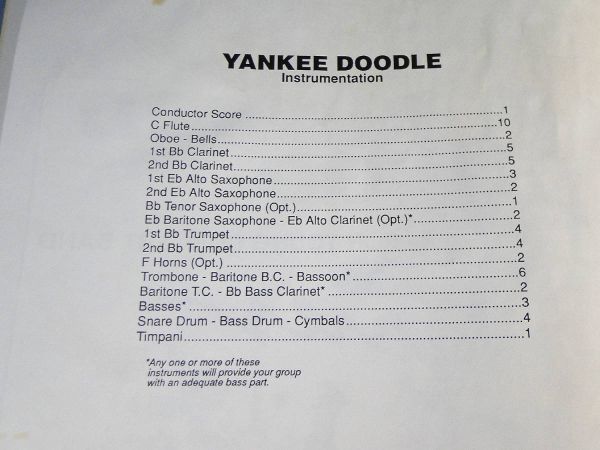 YANKEE DOODLE
Instrumentation
Conductor Score ........ 1
C Flute ........ 10
Oboe - Bells ........ 2
1st Bb Clarinet ........ 5
2nd Bb Clarinet ........ 5
1st Eb Alto Saxophone ........ 3
2nd Eb Alto Saxophone ........ 2
Bb Tenor Saxophone (Opt.) ........ 1
Eb Baritone Saxophone - Eb Alto Clarinet (Opt.)* ........ 2
1st Bb Trumpet ........ 4
2nd Bb Trumpet ........ 4
F Horns (Opt.) ........ 2
Trombone - Baritone B.C. - Bassoon* ........ 6
Baritone T.C. - Bb Bass Clarinet* ........ 2
Basses* ........ 3
Snare Drum - Bass Drum - Cymbals ........ 4
Timpani ........ 1
*Any one or more of these
instruments will provide your group
with an adequate bass part.